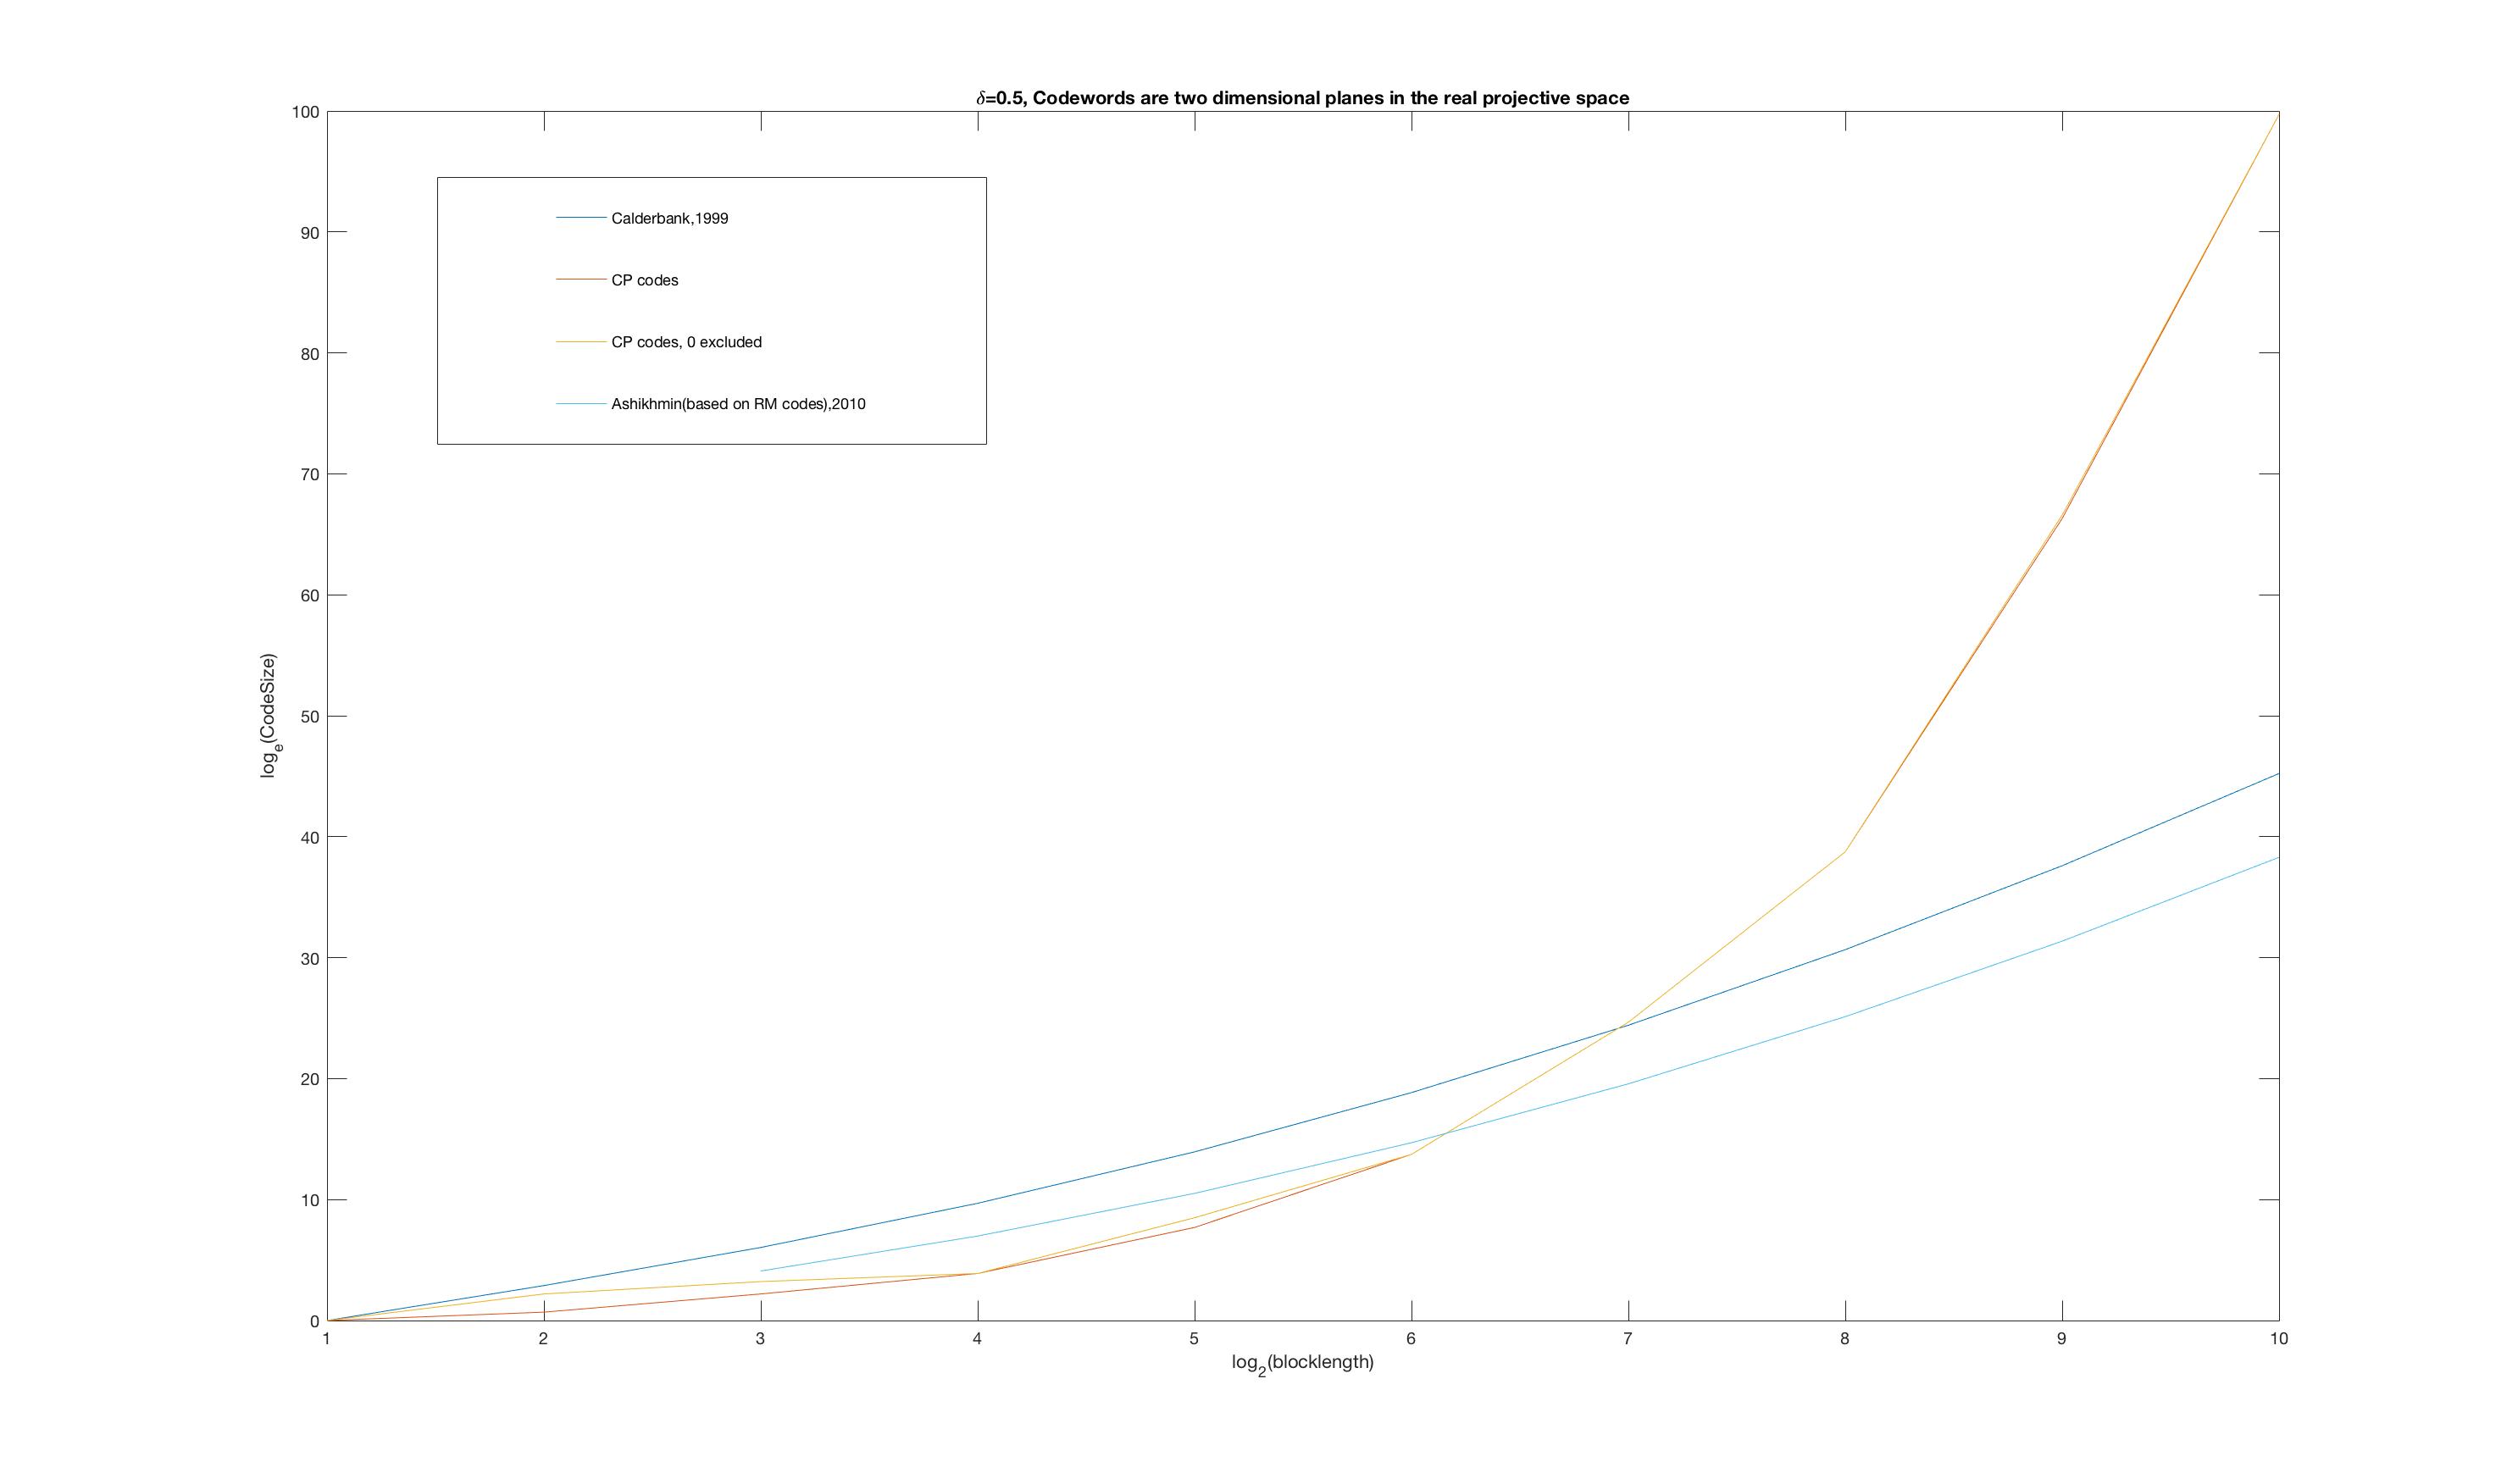 δ=0.5, Codewords are two dimensional planes in the real projective space
100
90
80
70
60
50
40
30
20
10
0
Calderbank,1999
CP codes
CP codes, 0 excluded
Ashikhmin(based on RM codes),2010
log_e(CodeSize)
1 2 3 4 5 6 7 8 9 10
log_2(blocklength)